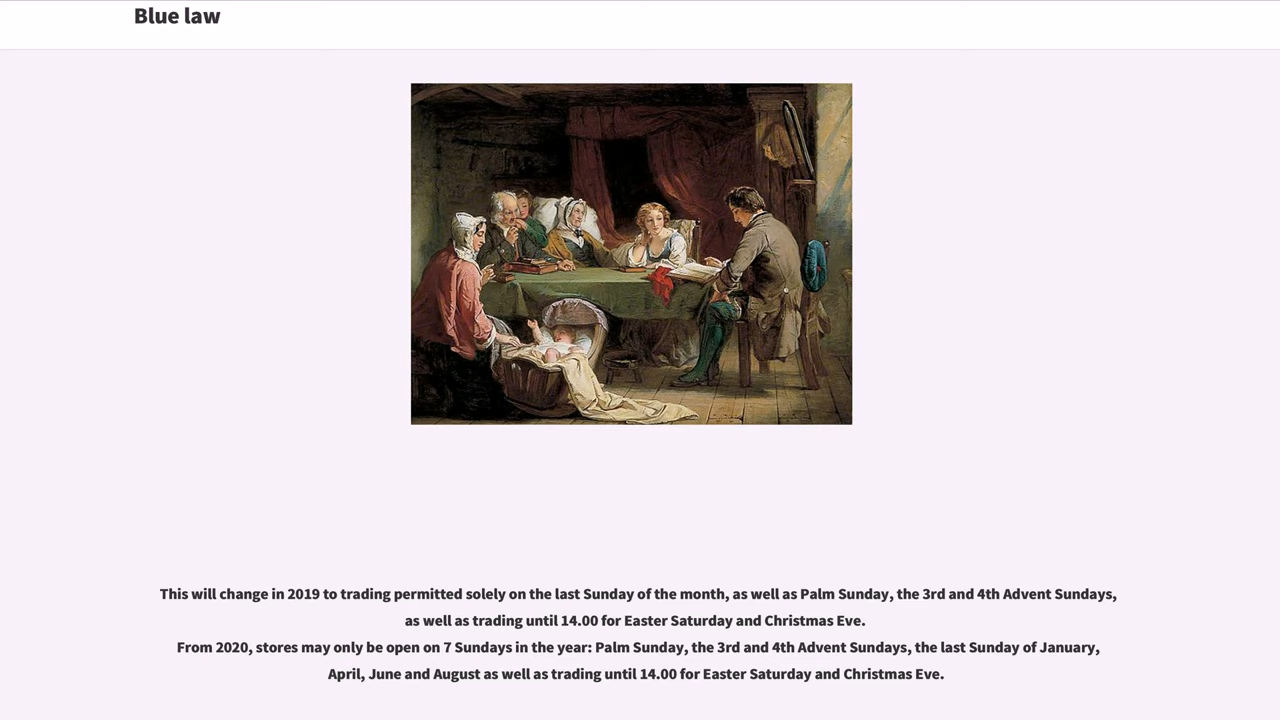 Blue law
This will change in 2019 to trading permitted solely on the last Sunday of the month, as well as Palm Sunday, the 3rd and 4th Advent Sundays,
as well as trading until 14.00 for Easter Saturday and Christmas Eve.
From 2020, stores may only be open on 7 Sundays in the year: Palm Sunday, the 3rd and 4th Advent Sundays, the last Sunday of January,
April, June and August as well as trading until 14.00 for Easter Saturday and Christmas Eve.